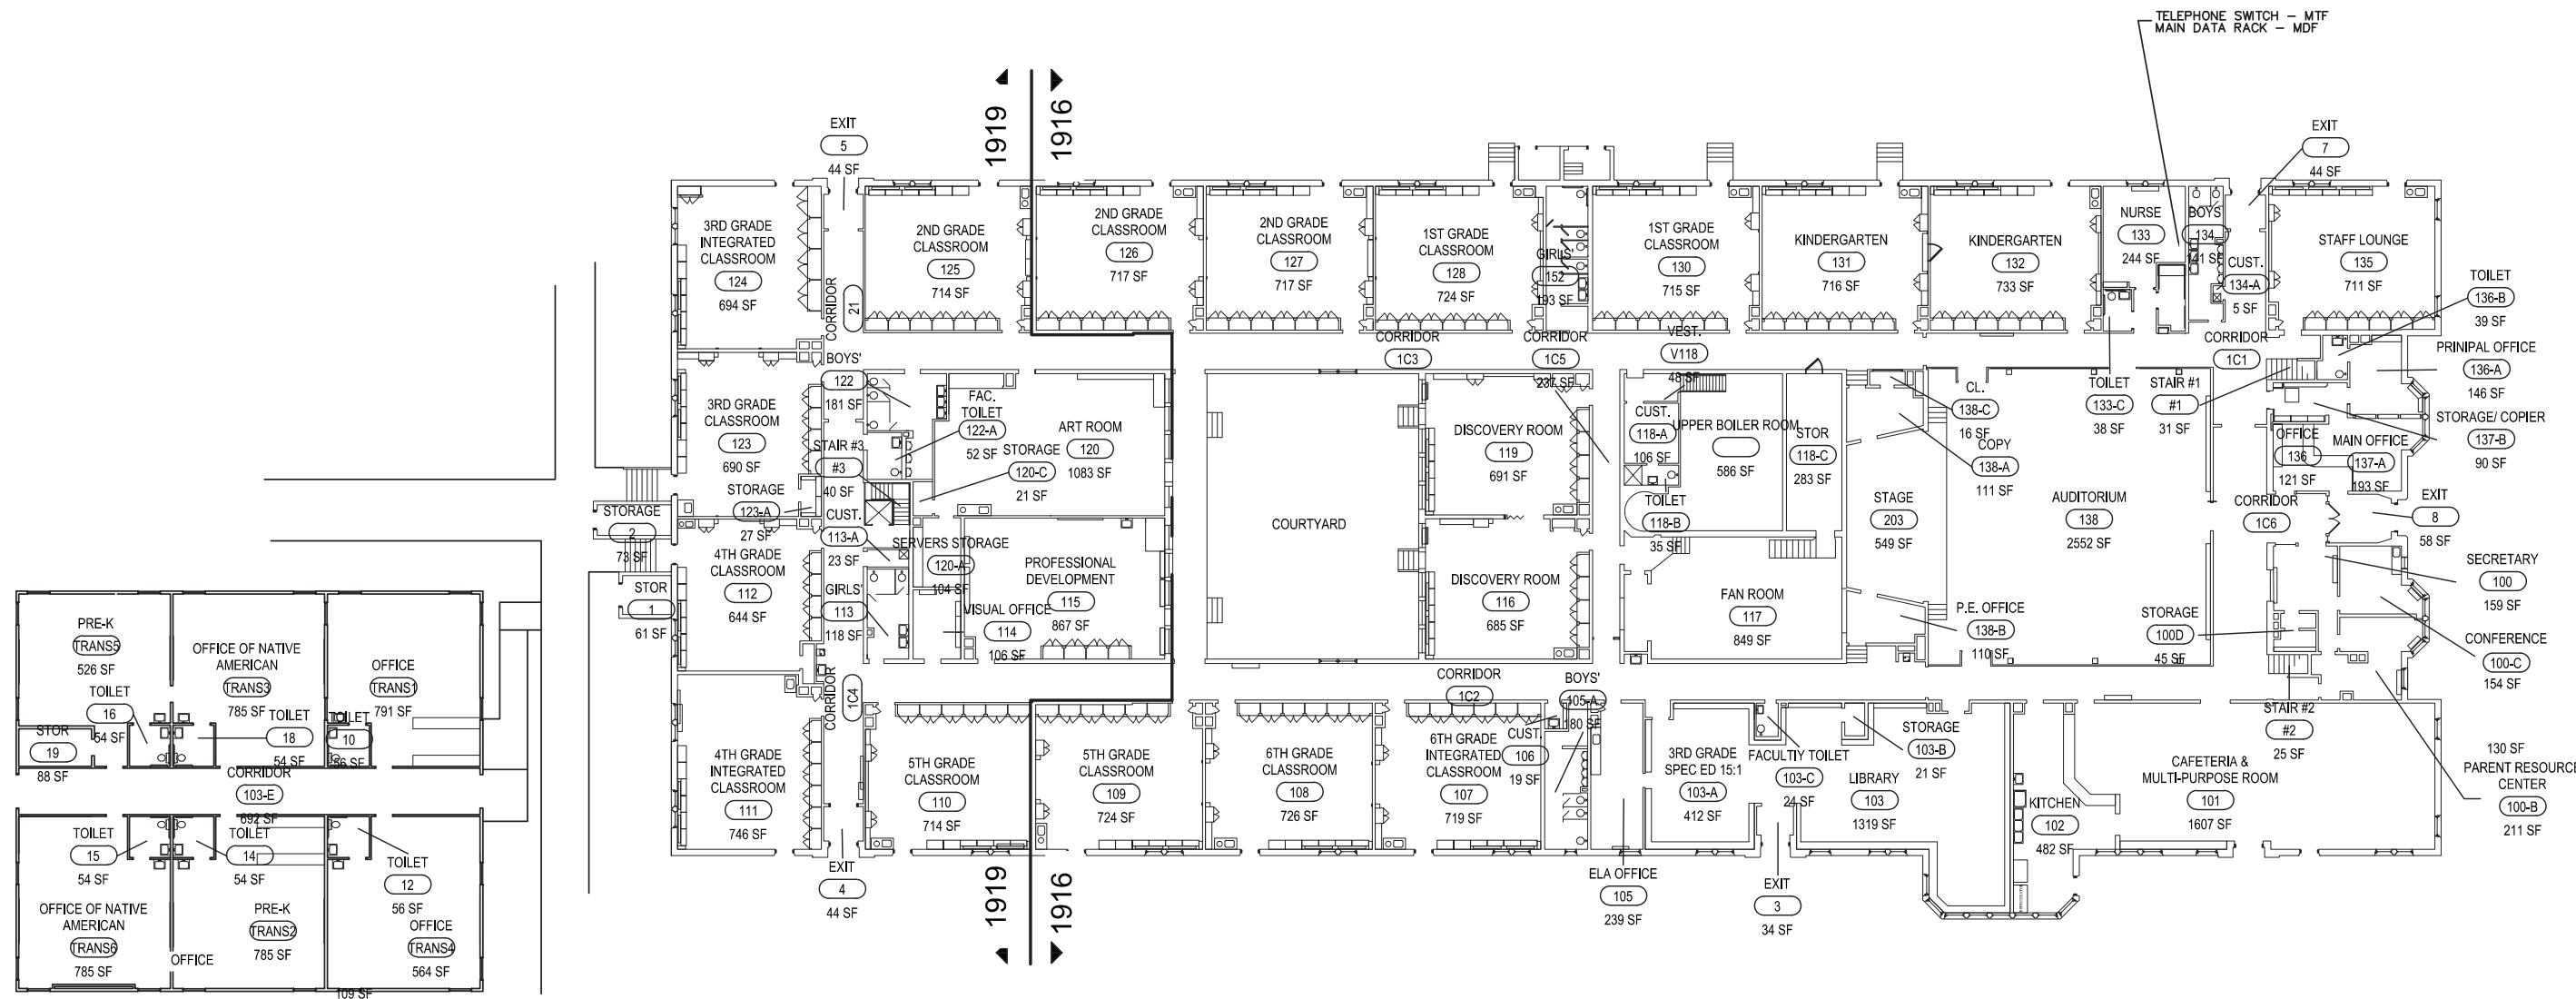 TELEPHONE SWITCH – MTF
MAIN DATA RACK – MDF
1919
1916
EXIT
5
44 SF
EXIT
7
44 SF
3RD GRADE
INTEGRATED
CLASSROOM
124
694 SF
CORRIDOR
21
2ND GRADE
CLASSROOM
125
714 SF
2ND GRADE
CLASSROOM
126
717 SF
2ND GRADE
CLASSROOM
127
717 SF
1ST GRADE
CLASSROOM
128
724 SF
GIRLS'
152
193 SF
1ST GRADE
CLASSROOM
130
715 SF
KINDERGARTEN
131
716 SF
KINDERGARTEN
132
733 SF
NURSE
133
244 SF
BOYS
134
141 SF
CUST.
134-A
5 SF
STAFF LOUNGE
135
711 SF
TOILET
136-B
39 SF
CORRIDOR
1C3
CORRIDOR
1C5
237 SF
VEST.
V118
48 SF
CORRIDOR
1C1
PRINIPAL OFFICE
136-A
146 SF
BOYS'
122
181 SF
FAC.
TOILET
122-A
52 SF
3RD GRADE
CLASSROOM
123
690 SF
STAIR #3
#3
40 SF
STORAGE
120-C
21 SF
ART ROOM
120
1083 SF
COURTYARD
DISCOVERY ROOM
119
691 SF
CUST.
118-A
106 SF
UPPER BOILER ROOM
586 SF
STOR
118-C
283 SF
CL.
138-C
16 SF
COPY
138-A
111 SF
TOILET
133-C
38 SF
STAIR #1
#1
31 SF
STORAGE/ COPIER
137-B
90 SF
OFFICE
136
121 SF
MAIN OFFICE
137-A
193 SF
STORAGE
123-A
27 SF
STORAGE
2
73 SF
CUST.
113-A
23 SF
SERVERS STORAGE
120-A
104 SF
TOILET
118-B
35 SF
STAGE
203
549 SF
AUDITORIUM
138
2552 SF
CORRIDOR
1C6
EXIT
8
58 SF
4TH GRADE
CLASSROOM
112
644 SF
STOR
1
61 SF
GIRLS'
113
118 SF
PROFESSIONAL
DEVELOPMENT
115
867 SF
VISUAL OFFICE
114
106 SF
DISCOVERY ROOM
116
685 SF
FAN ROOM
117
849 SF
P.E. OFFICE
138-B
110 SF
STORAGE
100D
45 SF
SECRETARY
100
159 SF
CONFERENCE
100-C
154 SF
PRE-K
TRANS5
526 SF
OFFICE OF NATIVE
AMERICAN
TRANS3
785 SF
OFFICE
TRANS1
791 SF
TOILET
16
54 SF
TOILET
18
54 SF
TOILET
10
56 SF
STOR
19
88 SF
CORRIDOR
103-E
692 SF
TOILET
15
54 SF
TOILET
14
54 SF
TOILET
12
56 SF
OFFICE OF NATIVE
AMERICAN
TRANS6
785 SF
OFFICE
PRE-K
TRANS2
785 SF
OFFICE
TRANS4
564 SF
109 SF
CORRIDOR
1C4
CORRIDOR
1C2
4TH GRADE
INTEGRATED
CLASSROOM
111
746 SF
5TH GRADE
CLASSROOM
110
714 SF
5TH GRADE
CLASSROOM
109
724 SF
6TH GRADE
CLASSROOM
108
726 SF
6TH GRADE
INTEGRATED
CLASSROOM
107
719 SF
CUST.
106
19 SF
BOYS'
105-A
180 SF
3RD GRADE
SPEC ED 15:1
103-A
412 SF
FACULTIY TOILET
103-C
24 SF
STORAGE
103-B
21 SF
LIBRARY
103
1319 SF
KITCHEN
102
482 SF
CAFETERIA &
MULTI-PURPOSE ROOM
101
1607 SF
STAIR #2
#2
25 SF
130 SF
PARENT RESOURCE
CENTER
100-B
211 SF
EXIT
4
44 SF
ELA OFFICE
105
239 SF
EXIT
3
34 SF
1919
1916